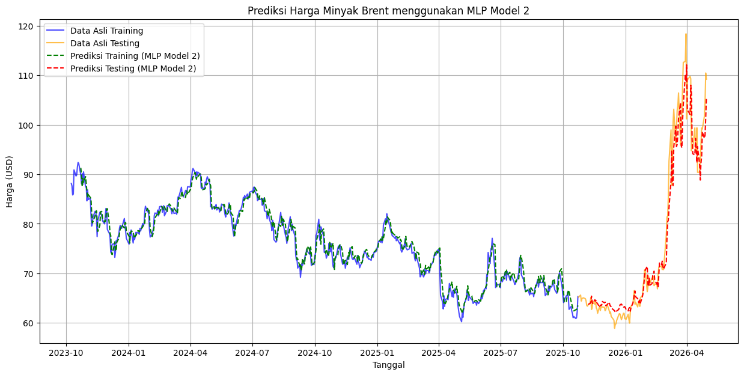 Prediksi Harga Minyak Brent menggunakan MLP Model 2
Data Asli Training
Data Asli Testing
Prediksi Training (MLP Model 2)
Prediksi Testing (MLP Model 2)
Harga (USD)
120
110
100
90
80
70
60
2023-10 2024-01 2024-04 2024-07 2024-10 2025-01 2025-04 2025-07 2025-10 2026-01 2026-04
Tanggal